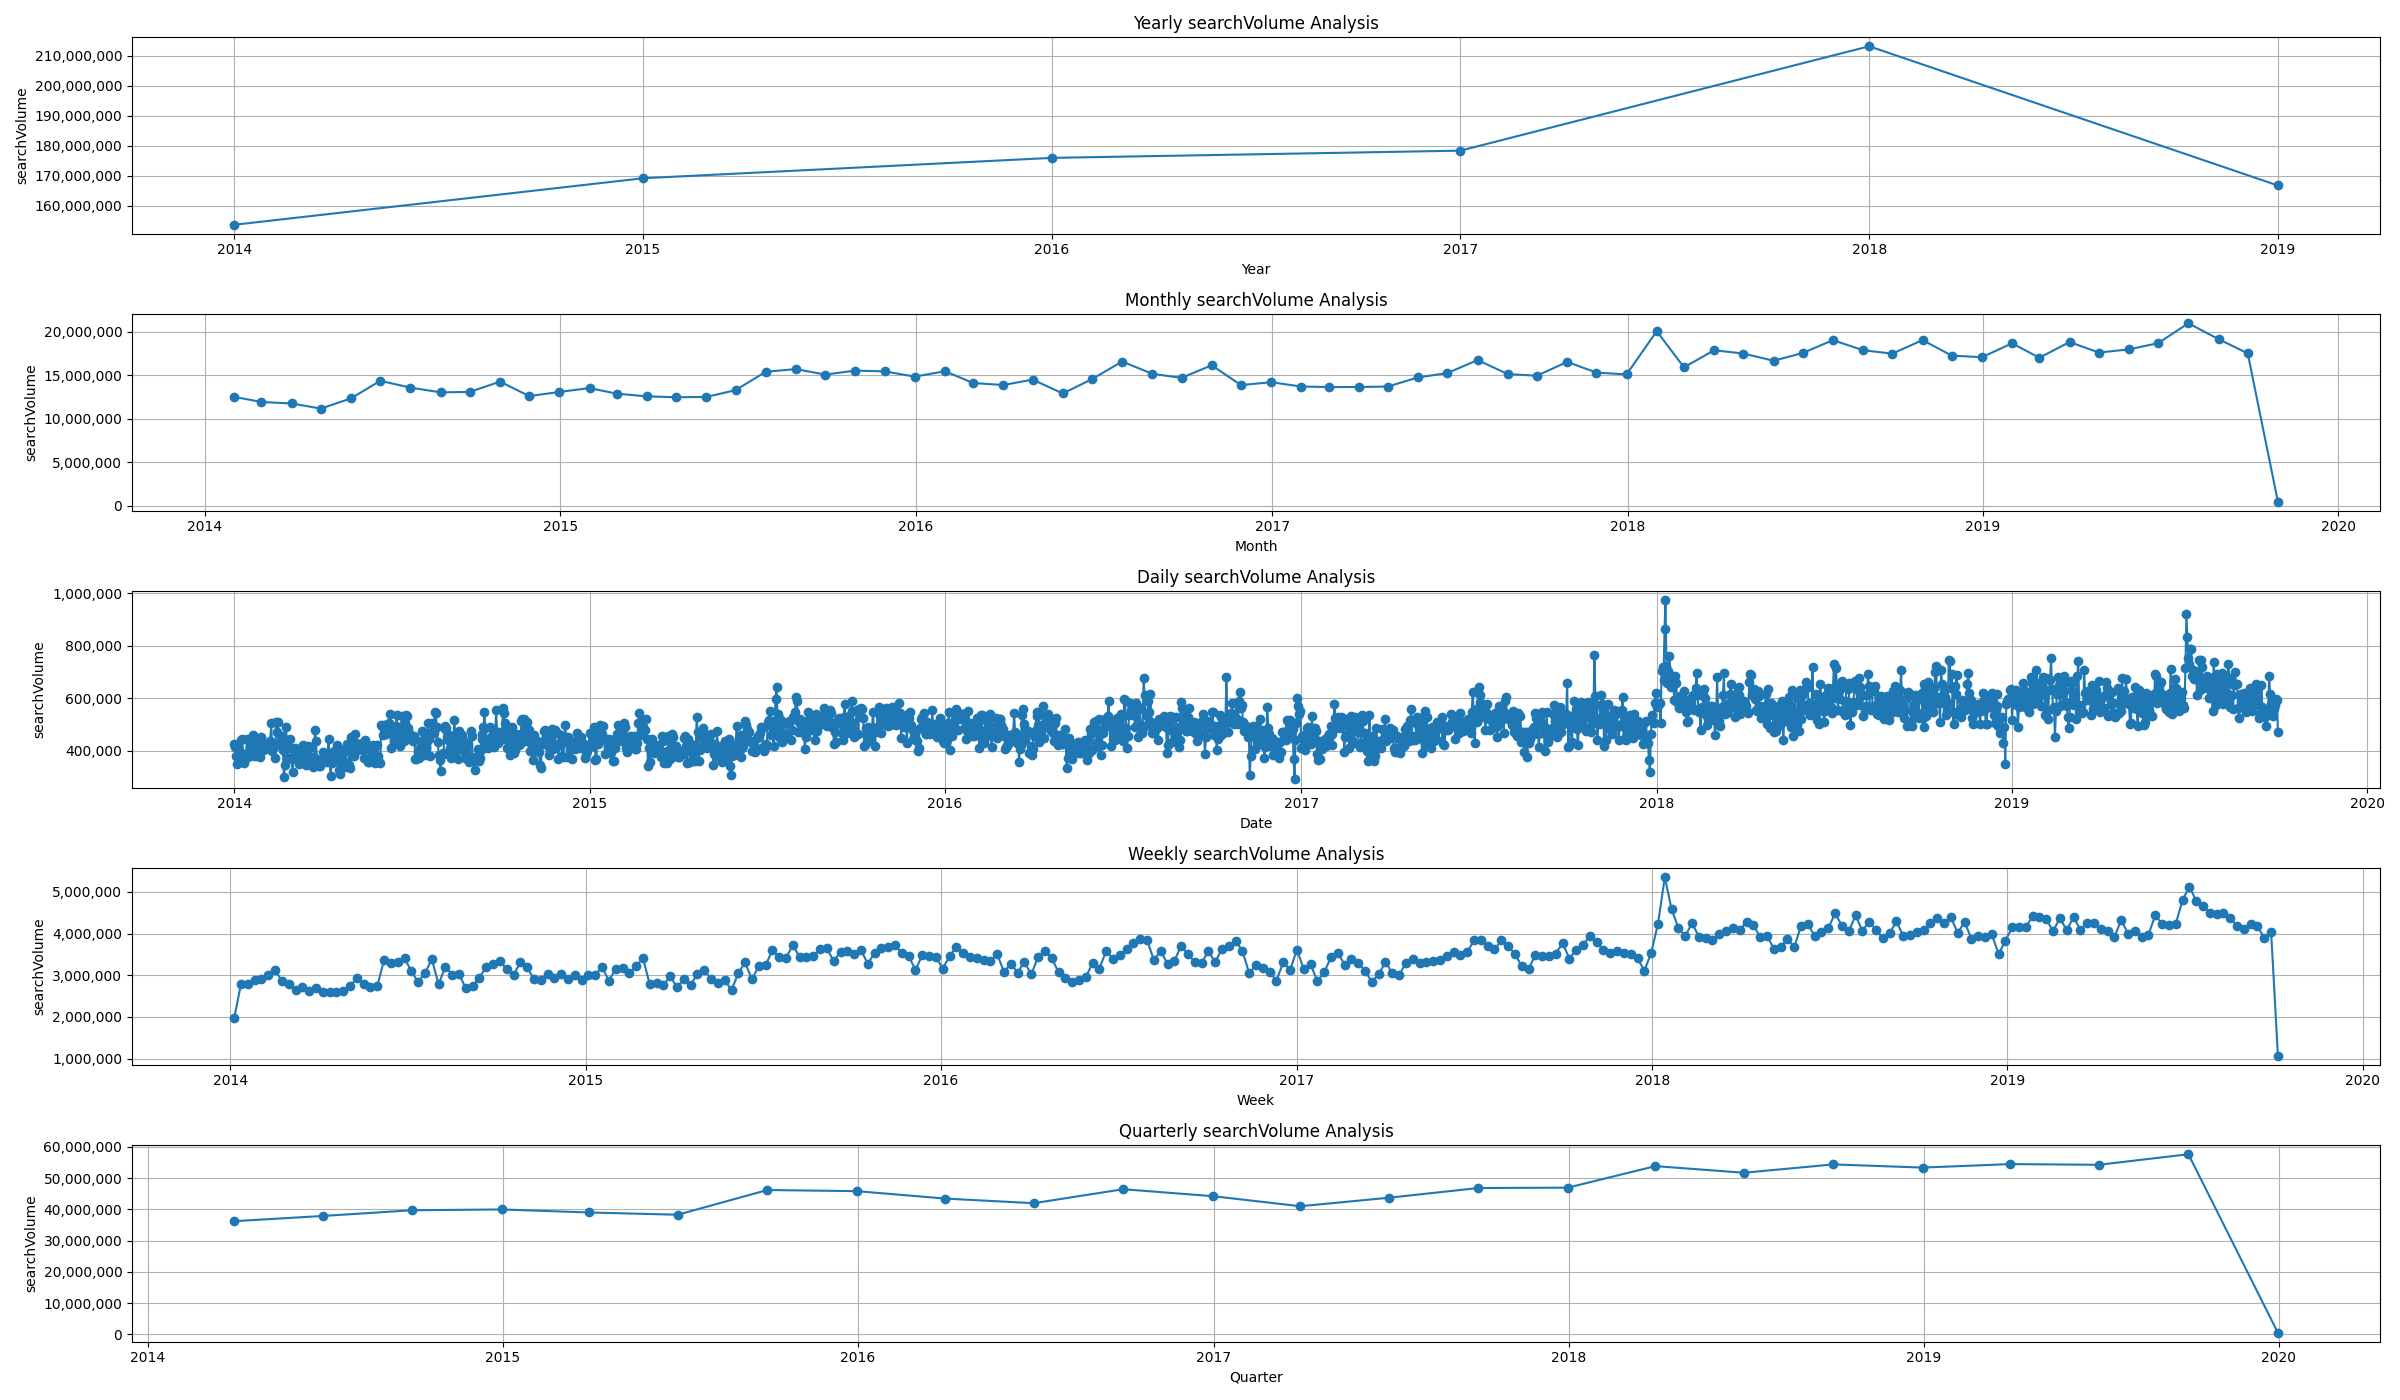 Yearly searchVolume Analysis
searchVolume
210,000,000
200,000,000
190,000,000
180,000,000
170,000,000
160,000,000
2014 2015 2016 2017 2018 2019
Year
Monthly searchVolume Analysis
searchVolume
20,000,000
15,000,000
10,000,000
5,000,000
0
2014 2015 2016 2017 2018 2019 2020
Month
Daily searchVolume Analysis
searchVolume
1,000,000
800,000
600,000
400,000
2014 2015 2016 2017 2018 2019 2020
Date
Weekly searchVolume Analysis
searchVolume
5,000,000
4,000,000
3,000,000
2,000,000
1,000,000
2014 2015 2016 2017 2018 2019 2020
Week
Quarterly searchVolume Analysis
searchVolume
60,000,000
50,000,000
40,000,000
30,000,000
20,000,000
10,000,000
0
2014 2015 2016 2017 2018 2019 2020
Quarter